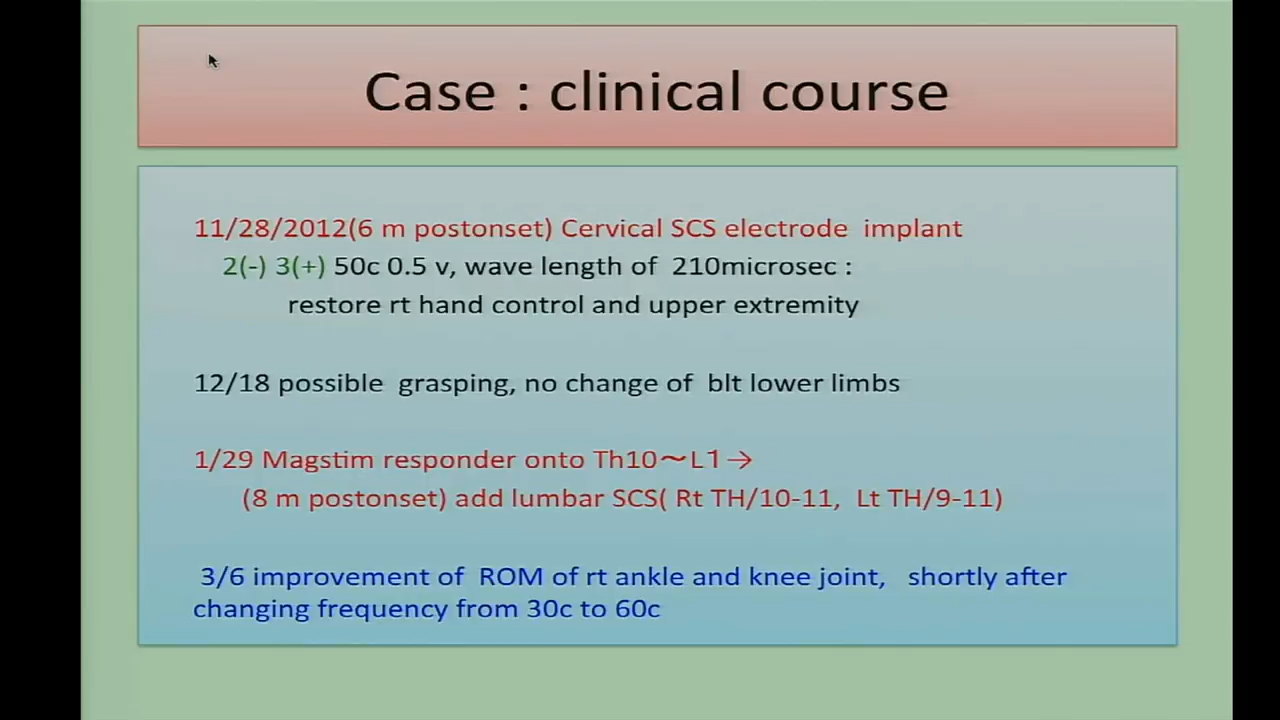 Case : clinical course
11/28/2012(6 m postonset) Cervical SCS electrode implant
2(-) 3(+) 50c 0.5 v, wave length of 210microsec :
restore rt hand control and upper extremity
12/18 possible grasping, no change of blt lower limbs
1/29 Magstim responder onto Th10～L1→
(8 m postonset) add lumbar SCS( Rt TH/10-11, Lt TH/9-11)
3/6 improvement of ROM of rt ankle and knee joint, shortly after
changing frequency from 30c to 60c